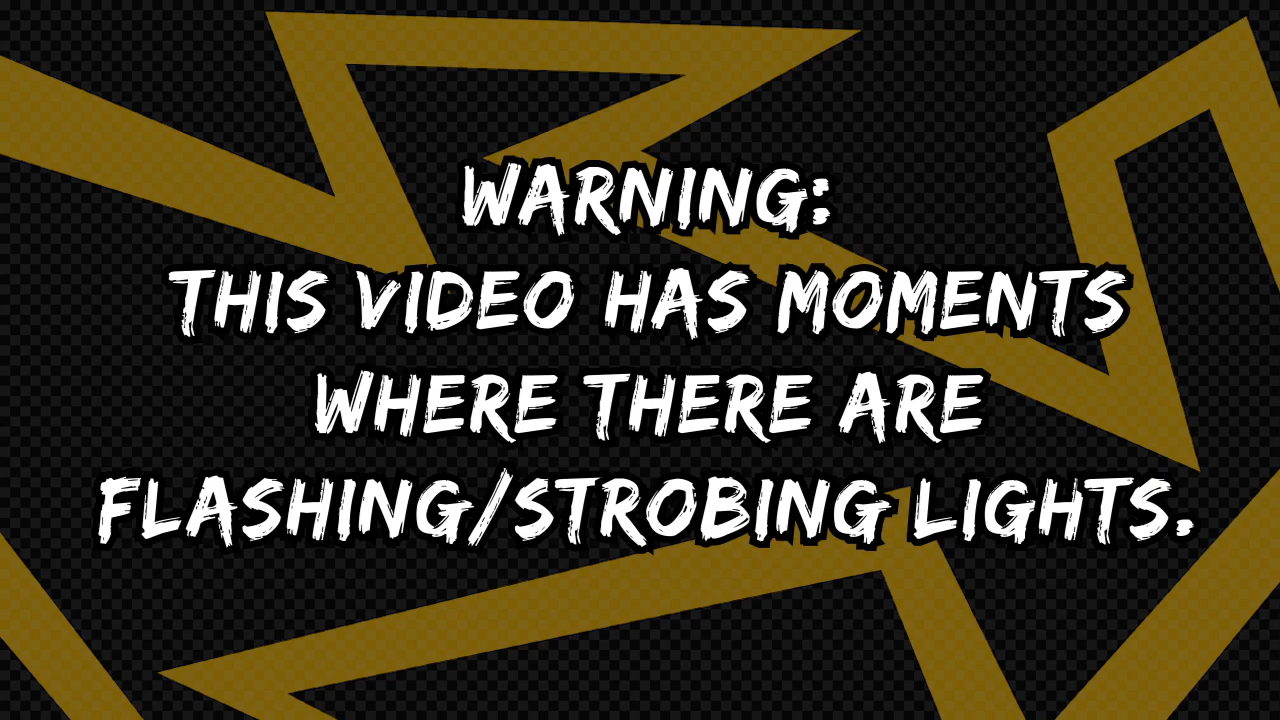 WARNING:
THIS VIDEO HAS MOMENTS
WHERE THERE ARE
FLASHING/STROBING LIGHTS.